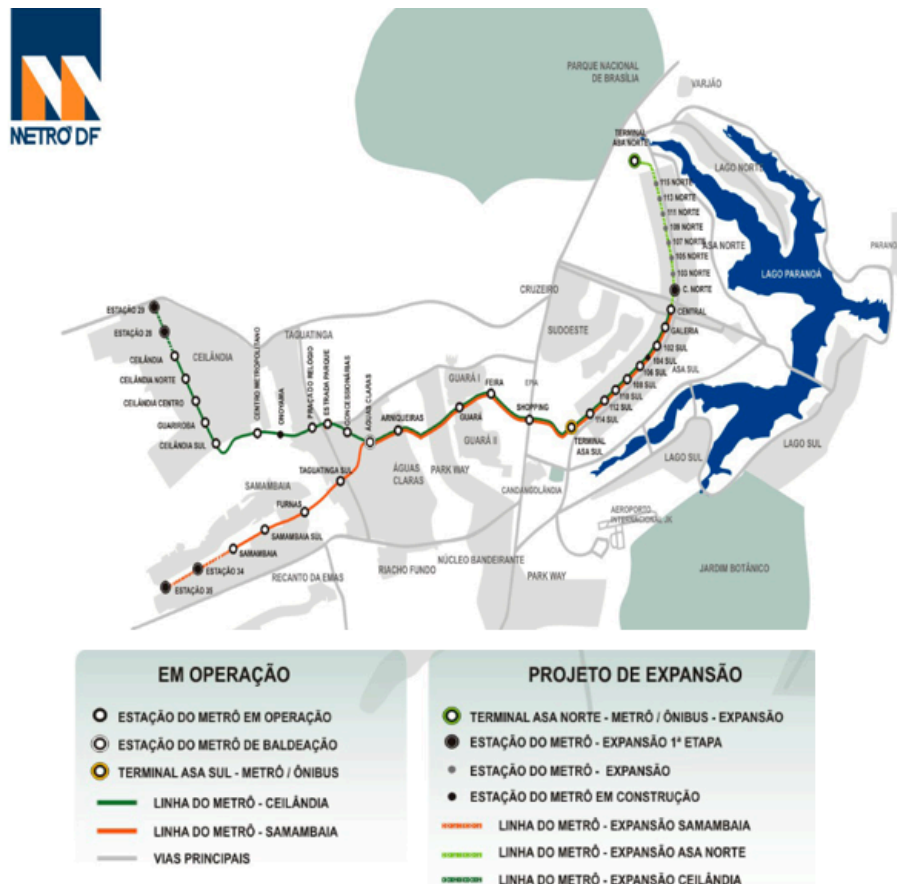 METRÔ DF
PARQUE NACIONAL
DE BRASÍLIA
VARJÃO
TERMINAL
ASA NORTE
LAGO NORTE
115 NORTE
113 NORTE
111 NORTE
109 NORTE
107 NORTE
105 NORTE
103 NORTE
ASA NORTE
PARANO
LAGO PARANOÁ
C. NORTE
CRUZEIRO
CENTRAL
GALERIA
SUDOESTE
102 SUL
104 SUL
106 SUL
ASA SUL
108 SUL
110 SUL
112 SUL
114 SUL
TERMINAL
ASA SUL
ESTAÇÃO 29
ESTAÇÃO 28
CEILÂNDIA
CEILÂNDIA
CEILÂNDIA NORTE
CEILÂNDIA CENTRO
GUARIROBA
CEILÂNDIA SUL
TAGUATINGA
CENTRO METROPOLITANO
ONOYAMA
PRAÇA DO RELÓGIO
ESTRADA PARQUE
CONCESSIONÁRIAS
ÁGUAS CLARAS
ARNIQUEIRAS
GUARÁ I
FEIRA
GUARÁ
GUARÁ II
EPIA
SHOPPING
LAGO SUL
LAGO SUL
TAGUATINGA SUL
ÁGUAS
CLARAS
PARK WAY
CANDANGOLÂNDIA
SAMAMBAIA
FURNAS
SAMAMBAIA SUL
SAMAMBAIA
ESTAÇÃO 34
ESTAÇÃO 35
AEROPORTO
INTERNACIONAL JK
NÚCLEO BANDEIRANTE
RIACHO FUNDO
RECANTO DA EMAS
PARK WAY
JARDIM BOTÂNICO
EM OPERAÇÃO
ESTAÇÃO DO METRÔ EM OPERAÇÃO
ESTAÇÃO DO METRÔ DE BALDEAÇÃO
TERMINAL ASA SUL - METRÔ / ÔNIBUS
LINHA DO METRÔ - CEILÂNDIA
LINHA DO METRÔ - SAMAMBAIA
VIAS PRINCIPAIS
PROJETO DE EXPANSÃO
TERMINAL ASA NORTE - METRÔ / ÔNIBUS - EXPANSÃO
ESTAÇÃO DO METRÔ - EXPANSÃO 1ª ETAPA
ESTAÇÃO DO METRÔ - EXPANSÃO
ESTAÇÃO DO METRÔ EM CONSTRUÇÃO
LINHA DO METRÔ - EXPANSÃO SAMAMBAIA
LINHA DO METRÔ - EXPANSÃO ASA NORTE
LINHA DO METRÔ - EXPANSÃO CEILÂNDIA